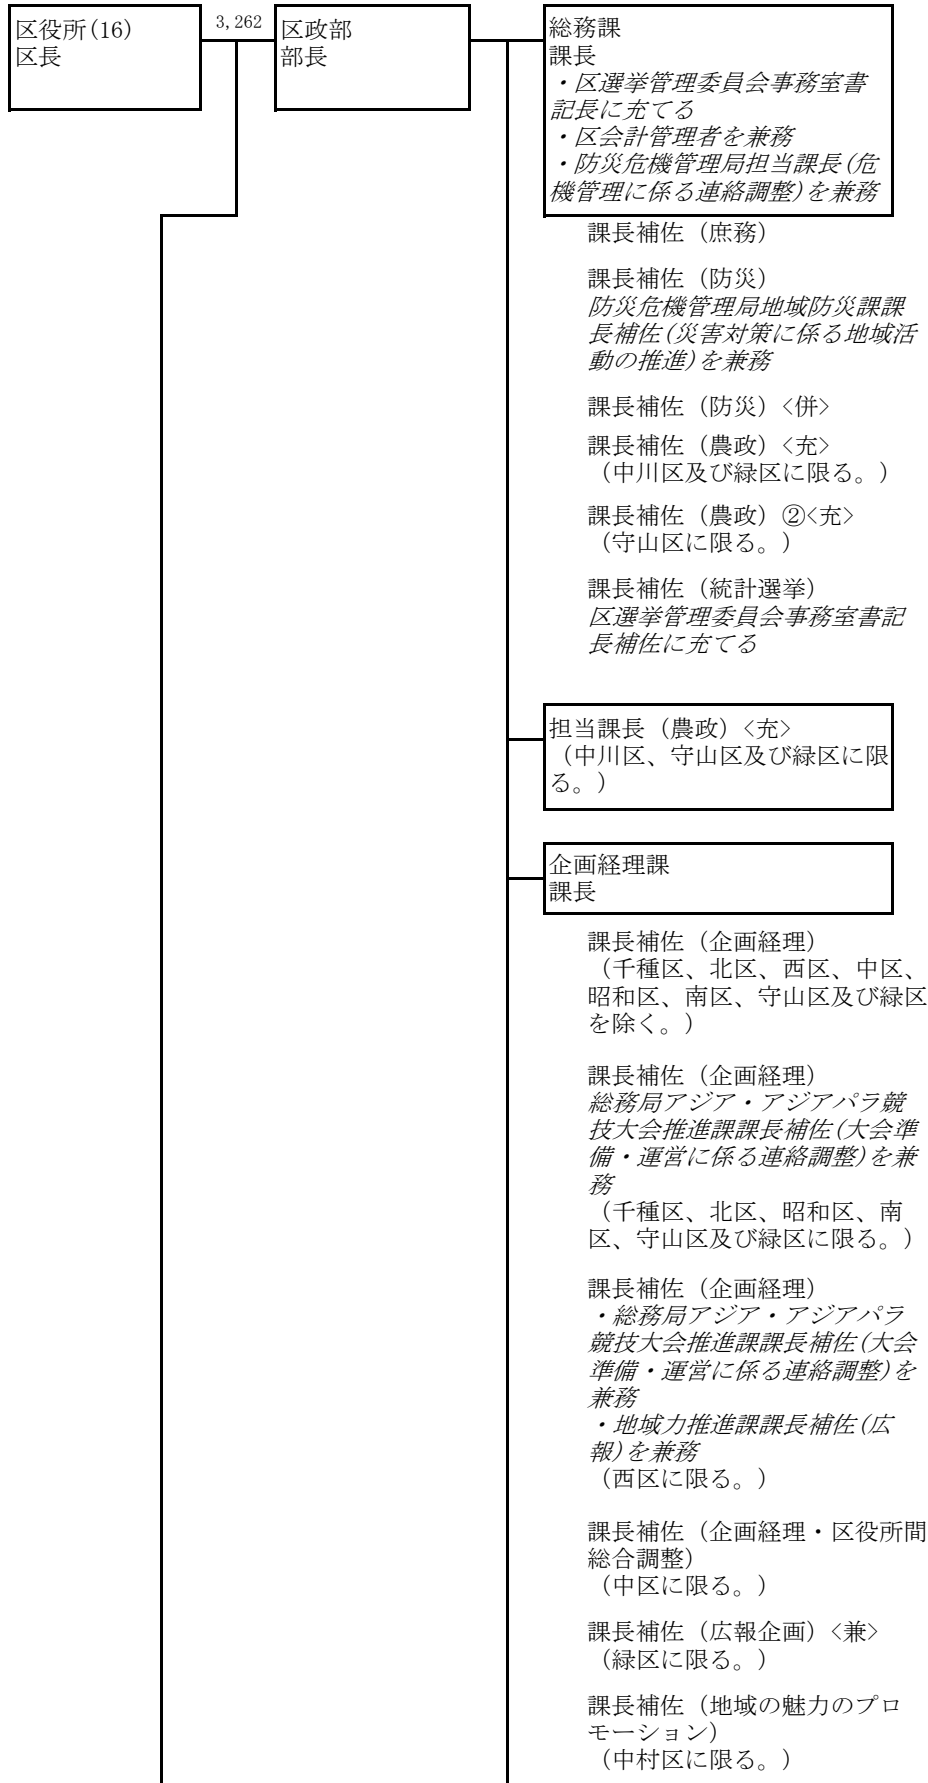 区役所(16)
区長
3,262
区政部
部長
総務課
課長
・区選挙管理委員会事務室書
記長に充てる
・区会計管理者を兼務
・防災危機管理局担当課長(危
機管理に係る連絡調整)を兼務
課長補佐（庶務）
課長補佐（防災）
防災危機管理局地域防災課課
長補佐(災害対策に係る地域活
動の推進)を兼務
課長補佐（防災）<併>
課長補佐（農政）<充>
（中川区及び緑区に限る。）
課長補佐（農政）②<充>
（守山区に限る。）
課長補佐（統計選挙）
区選挙管理委員会事務室書記
長補佐に充てる
担当課長（農政）<充>
（中川区、守山区及び緑区に限
る。）
企画経理課
課長
課長補佐（企画経理）
（千種区、北区、西区、中区、
昭和区、南区、守山区及び緑区
を除く。）
課長補佐（企画経理）
総務局アジア・アジアパラ競
技大会推進課課長補佐(大会準
備・運営に係る連絡調整)を兼
務
（千種区、北区、昭和区、南
区、守山区及び緑区に限る。）
課長補佐（企画経理）
・総務局アジア・アジアパラ
競技大会推進課課長補佐(大会
準備・運営に係る連絡調整)を
兼務
・地域力推進課課長補佐(広
報)を兼務
（西区に限る。）
課長補佐（企画経理・区役所間
総合調整）
（中区に限る。）
課長補佐（広報企画）<兼>
（緑区に限る。）
課長補佐（地域の魅力のプロ
モーション）
（中村区に限る。）